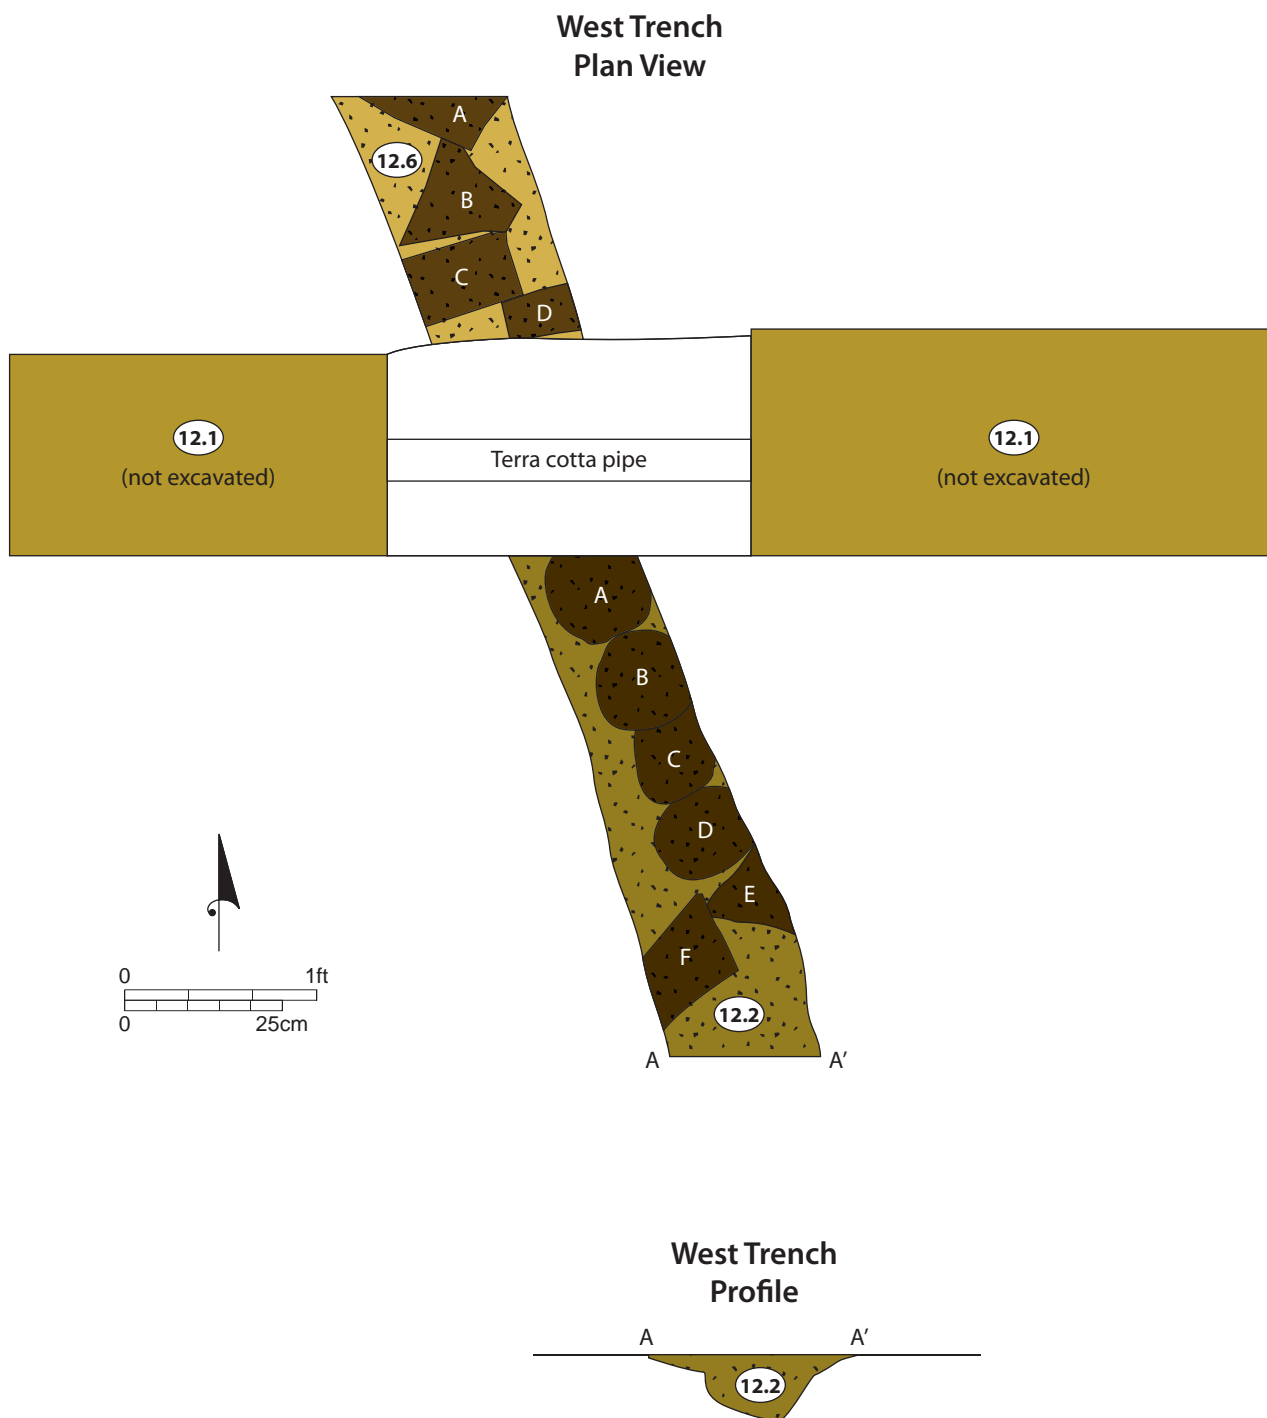 West Trench
Plan View
A
12.6
B
C
D
12.1
(not excavated)
Terra cotta pipe
12.1
(not excavated)
A
B
C
D
E
F
12.2
A A′
0 1ft
0 25cm
West Trench
Profile
A A′
12.2